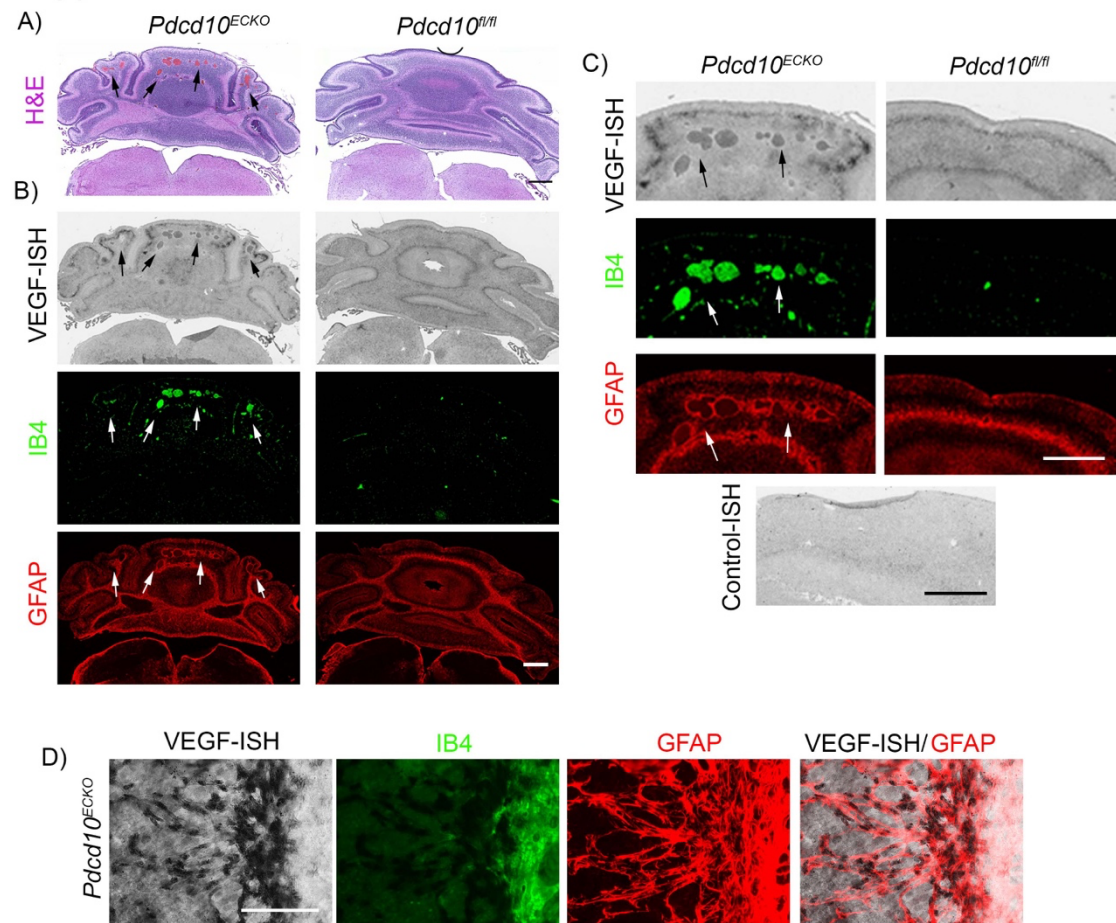 A)
Pdcd10ECKO
Pdcd10fl/fl
H&E
B)
VEGF-ISH
IB4
GFAP
C)
Pdcd10ECKO
Pdcd10fl/fl
VEGF-ISH
IB4
GFAP
Control-ISH
D)
VEGF-ISH
IB4
GFAP
VEGF-ISH/GFAP
Pdcd10ECKO